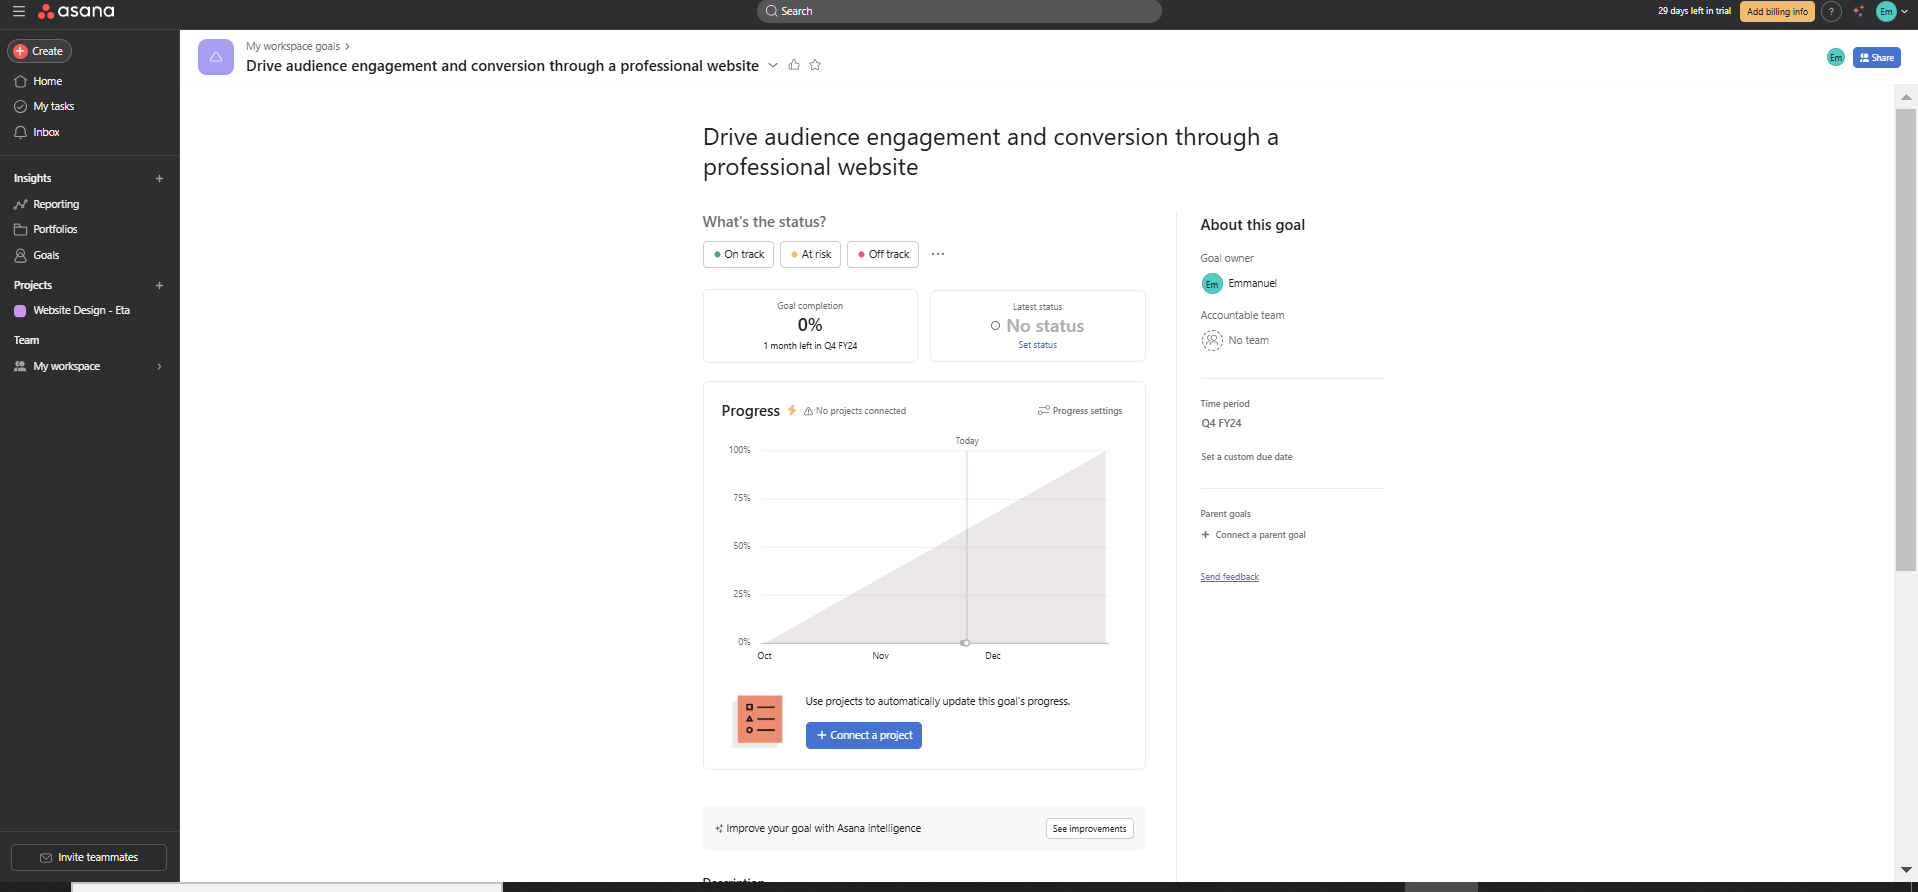 asana
Search
29 days left in trial
Add billing info
?
Em
Create
Home
My tasks
Inbox
Insights
Reporting
Portfolios
Goals
Projects
Website Design - Eta
Team
My workspace
Invite teammates
My workspace goals
Drive audience engagement and conversion through a professional website
Em
Share
Drive audience engagement and conversion through a
professional website
What's the status?
On track
At risk
Off track
Goal completion
0%
1 month left in Q4 FY24
Latest status
No status
Set status
Progress
No projects connected
Progress settings
Today
100%
75%
50%
25%
0%
Oct
Nov
Dec
Use projects to automatically update this goal's progress.
+ Connect a project
Improve your goal with Asana intelligence
See improvements
Description
About this goal
Goal owner
Em
Emmanuel
Accountable team
No team
Time period
Q4 FY24
Set a custom due date
Parent goals
+ Connect a parent goal
Send feedback